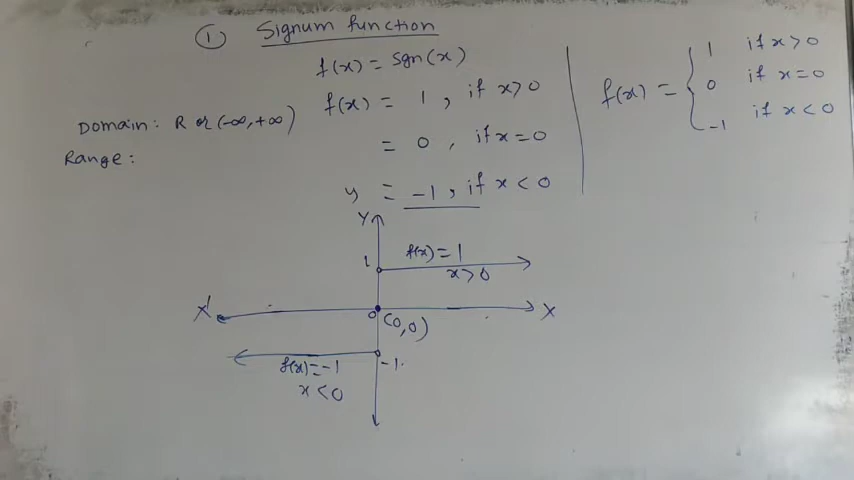 ① Signum function
f(x) = sgn(x)
f(x) = 1 , if x>0
= 0 , if x=0
y = -1 , if x < 0
Domain: R or (-∞, +∞)
Range:
f(x) = { 1 if x > 0
0 if x = 0
-1 if x < 0
Y
1
f(x) = 1
x > 0
X'
0
(0,0)
X
f(x) = -1
x < 0
-1